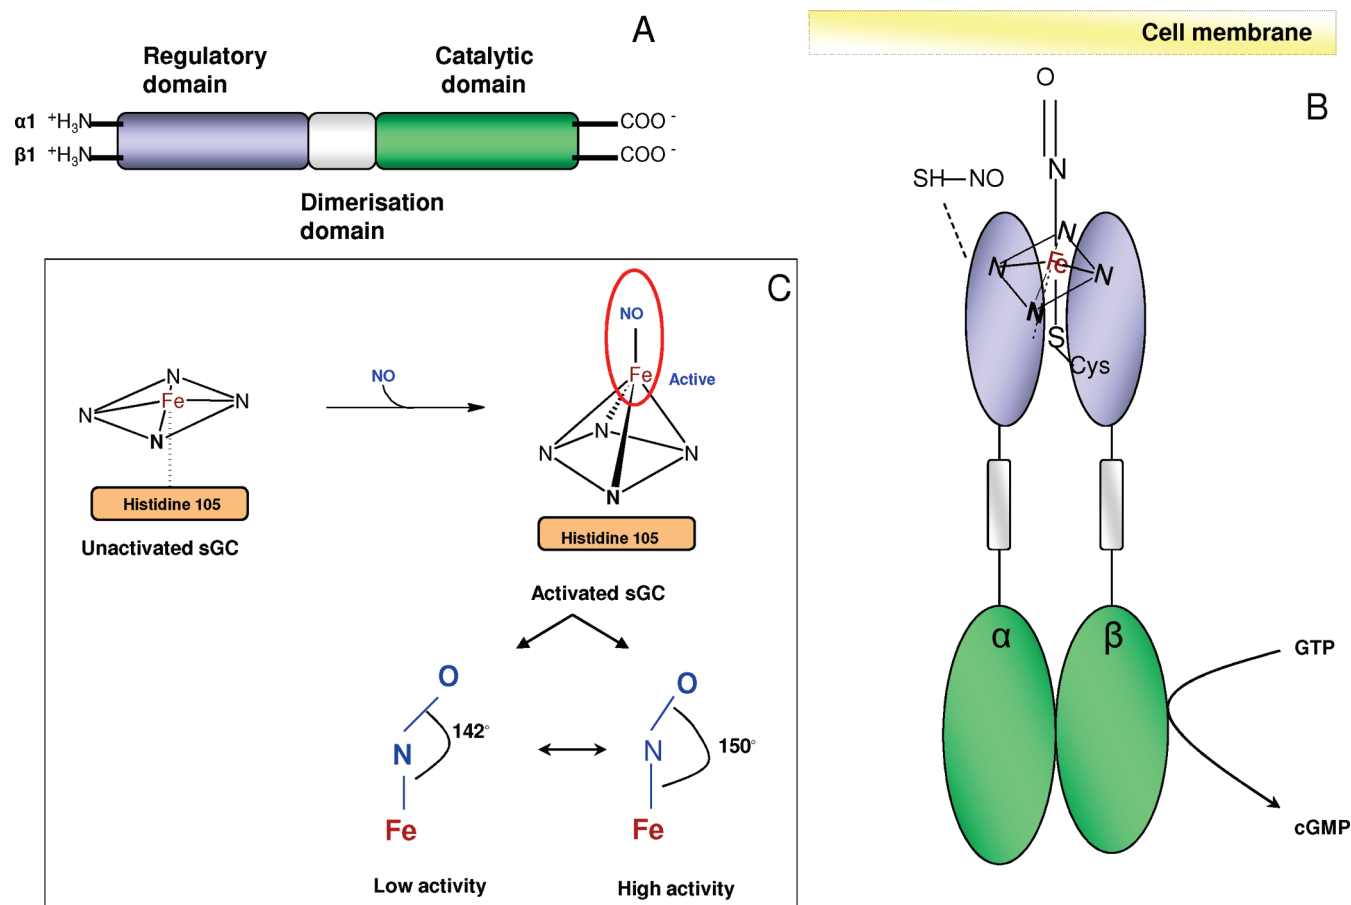 A
Regulatory
domain
Catalytic
domain
α1 +H3N
COO -
β1 +H3N
COO -
Dimerisation
domain
Cell membrane
B
O
N
SH—NO
N
N
Fe
N
N
S
Cys
α
β
GTP
cGMP
C
N
Fe
N
N
N
Histidine 105
Unactivated sGC
NO
NO
Fe
Active
N
N
N
N
Histidine 105
Activated sGC
O
142°
N
Fe
Low activity
O
150°
N
Fe
High activity